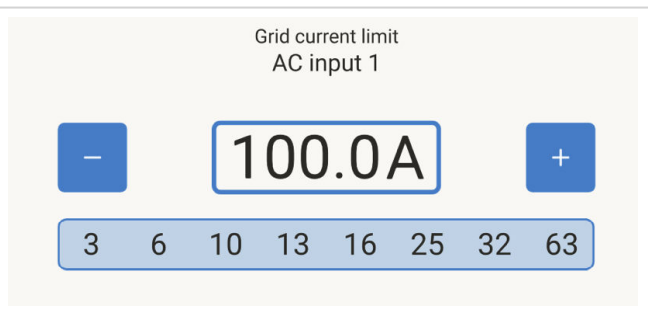 Grid current limit
AC input 1
− 100.0A +
3 6 10 13 16 25 32 63